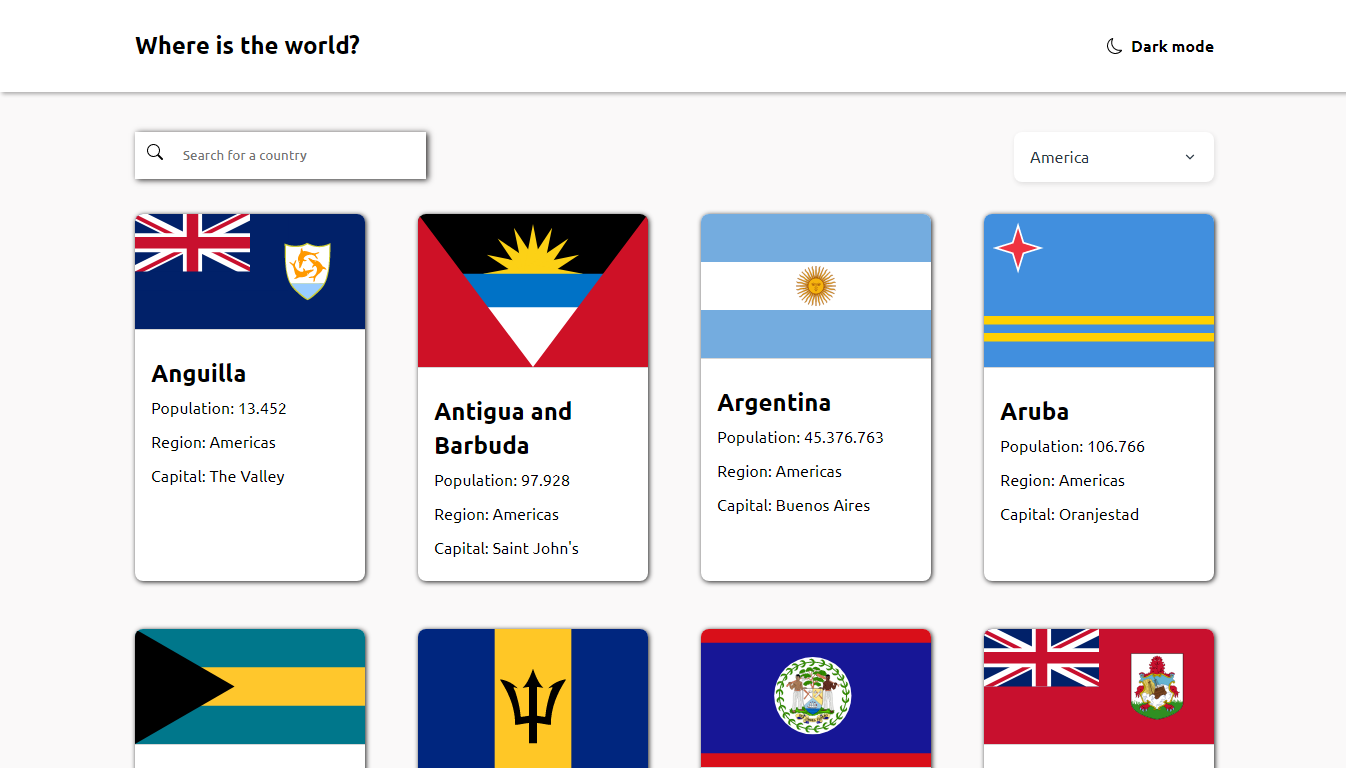 Where is the world?
Dark mode
Search for a country
America
Anguilla
Population: 13.452
Region: Americas
Capital: The Valley
Antigua and
Barbuda
Population: 97.928
Region: Americas
Capital: Saint John's
Argentina
Population: 45.376.763
Region: Americas
Capital: Buenos Aires
Aruba
Population: 106.766
Region: Americas
Capital: Oranjestad